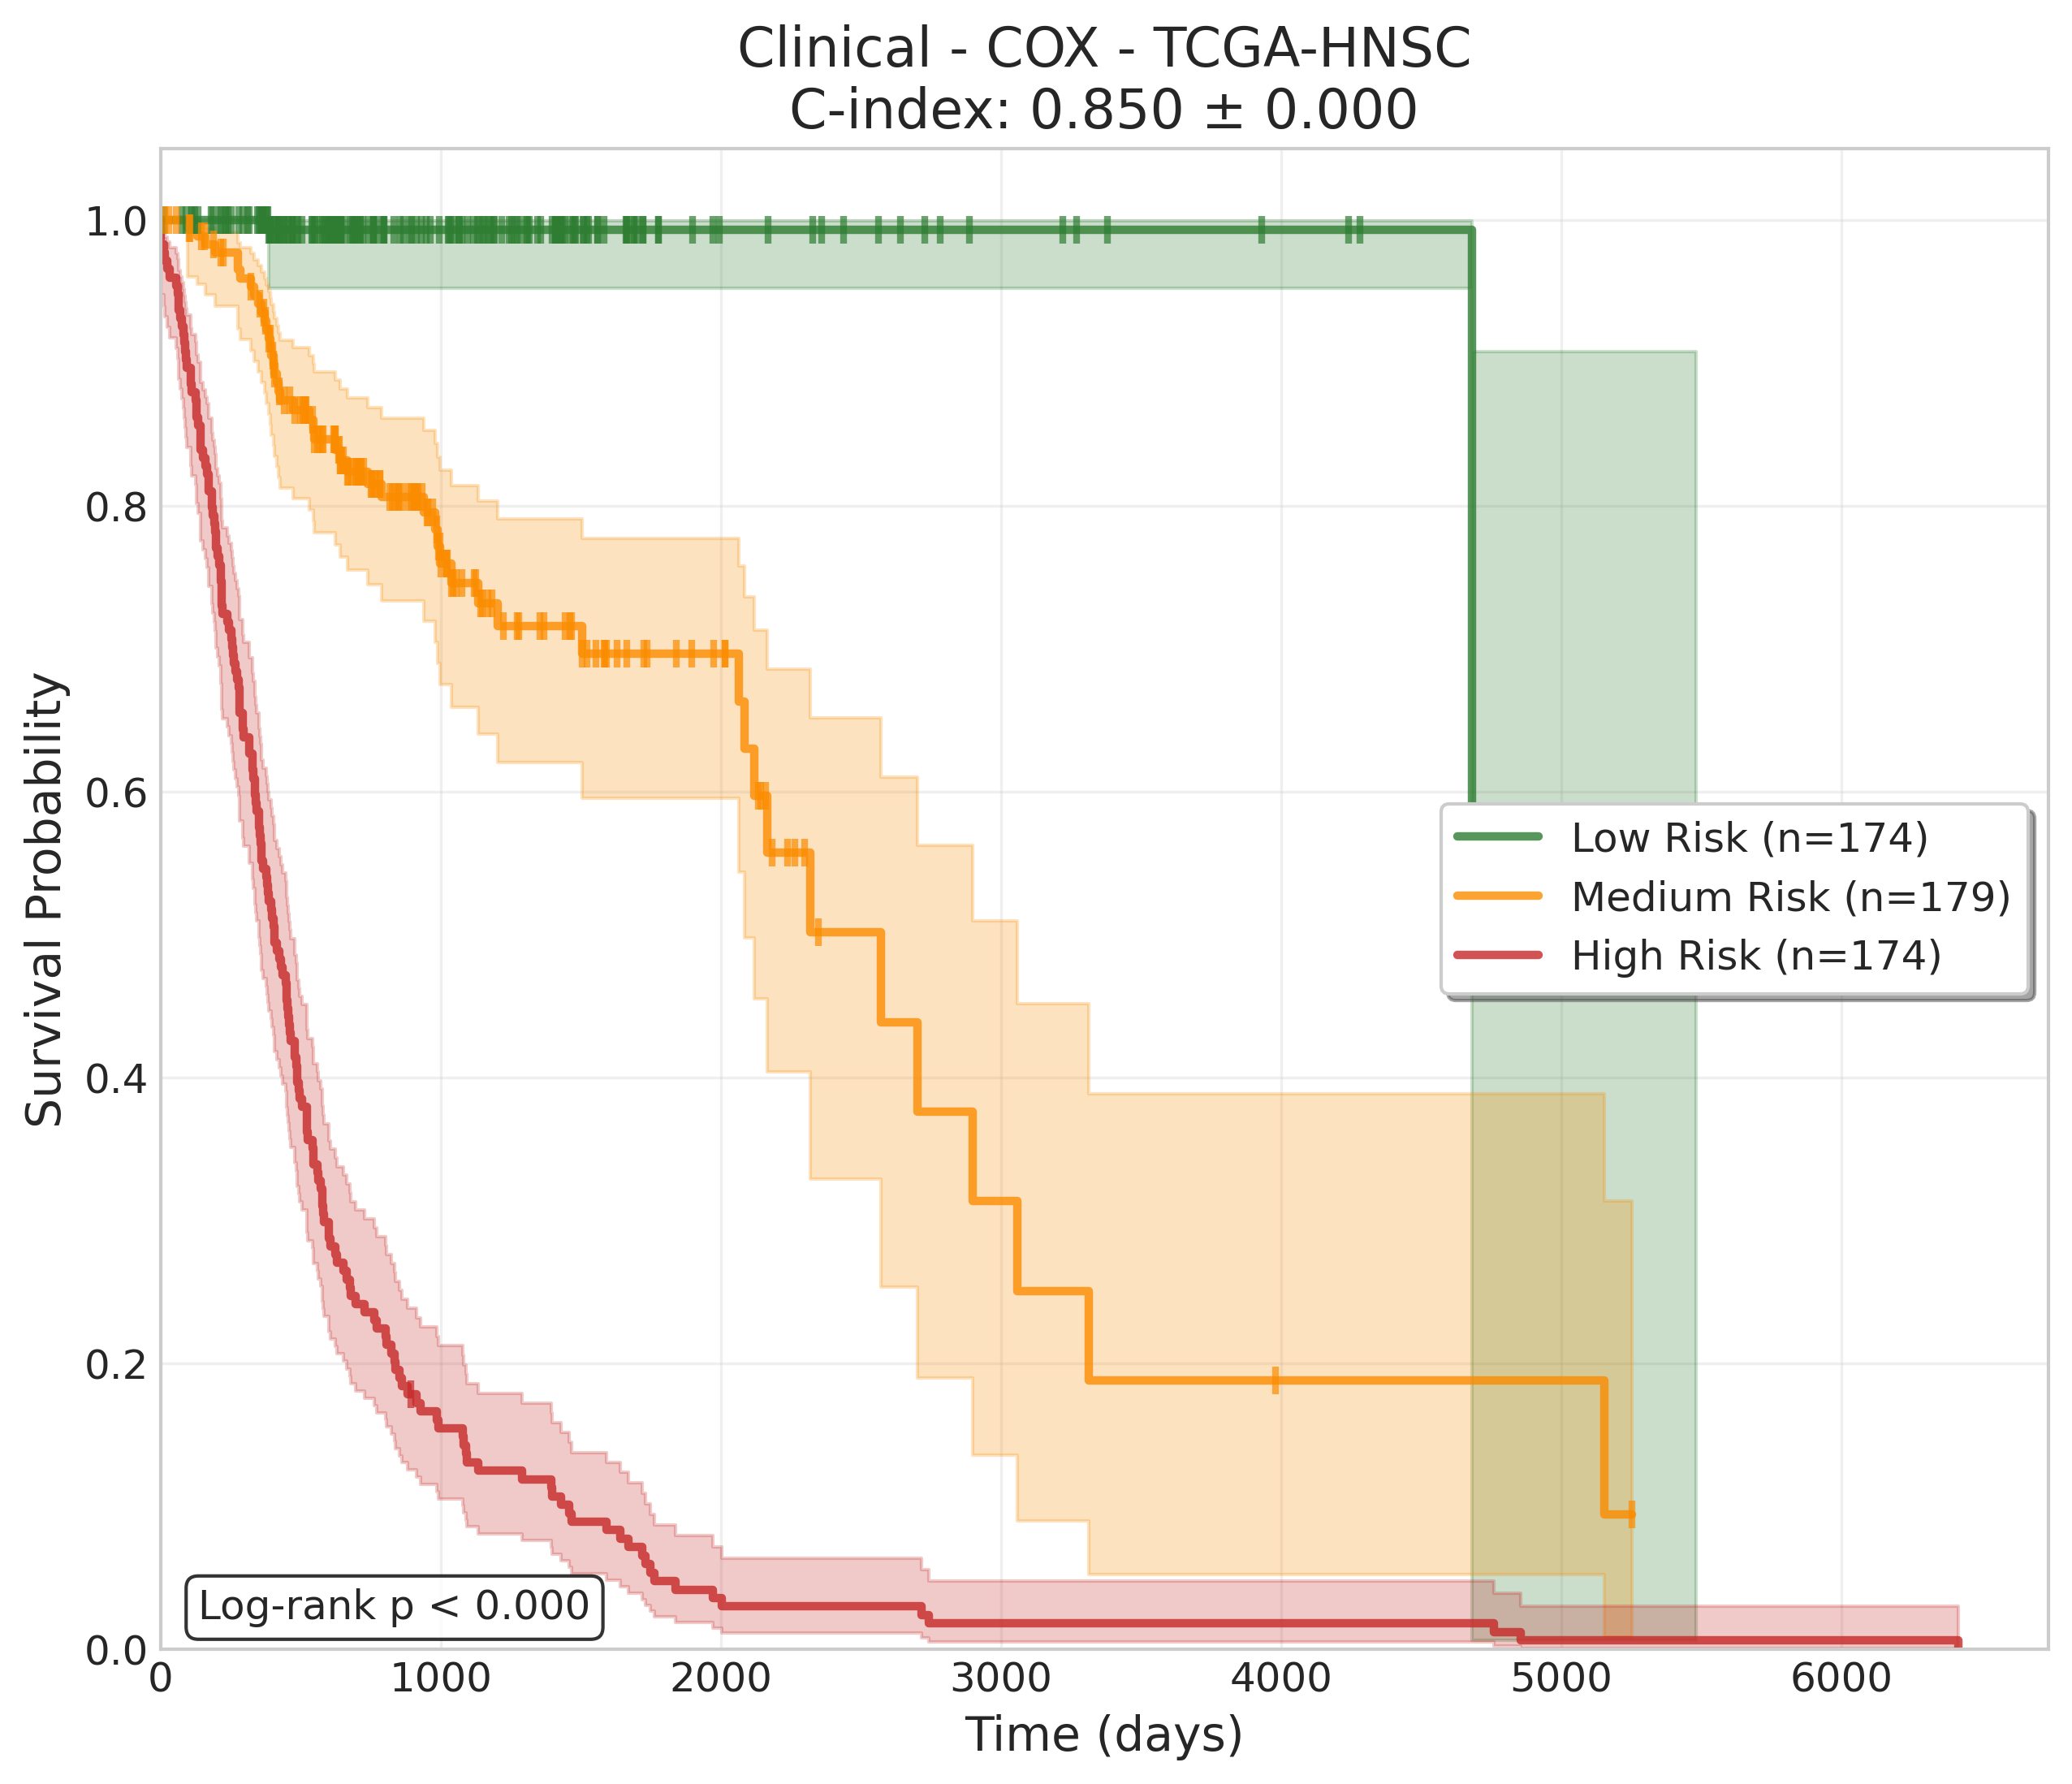 Clinical - COX - TCGA-HNSC
C-index: 0.850 ± 0.000
Survival Probability
1.0
0.8
0.6
0.4
0.2
0.0
Low Risk (n=174)
Medium Risk (n=179)
High Risk (n=174)
Log-rank p < 0.000
0 1000 2000 3000 4000 5000 6000
Time (days)